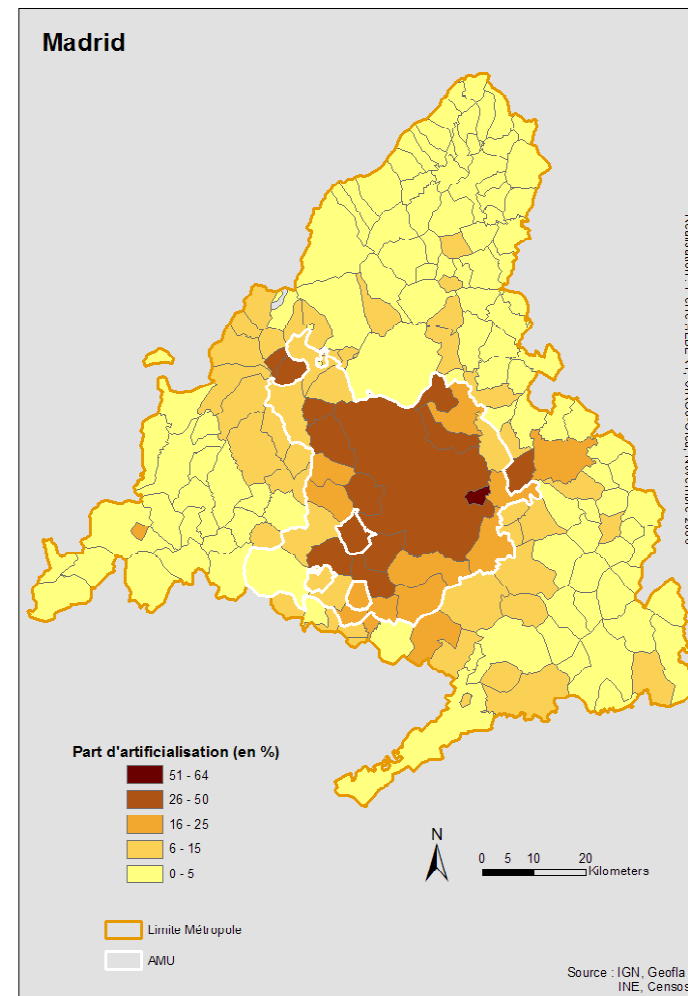 Madrid
Part d'artificialisation (en %)
51 - 64
26 - 50
16 - 25
6 - 15
0 - 5
N
0 5 10 20
Kilometers
Limite Métropole
AMU
Source : IGN, Geofla
INE, Censos